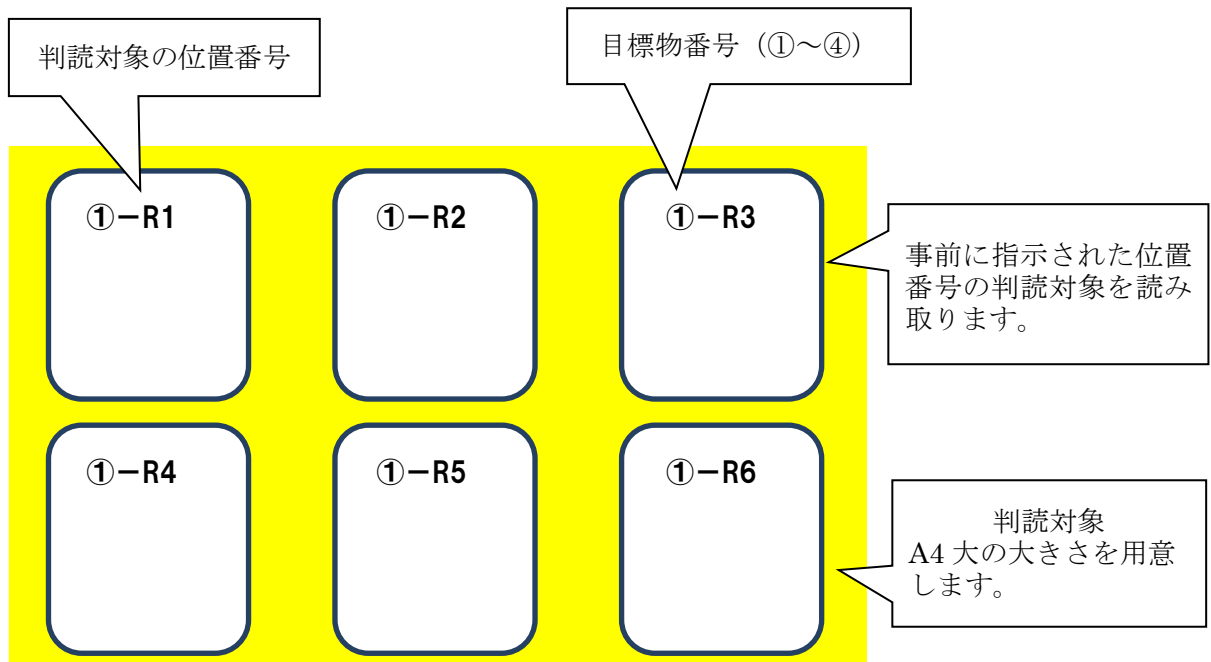 判読対象の位置番号
目標物番号（①～④）
①－R1
①－R2
①－R3
事前に指示された位置
番号の判読対象を読み
取ります。
①－R4
①－R5
①－R6
判読対象
A4 大の大きさを用意
します。